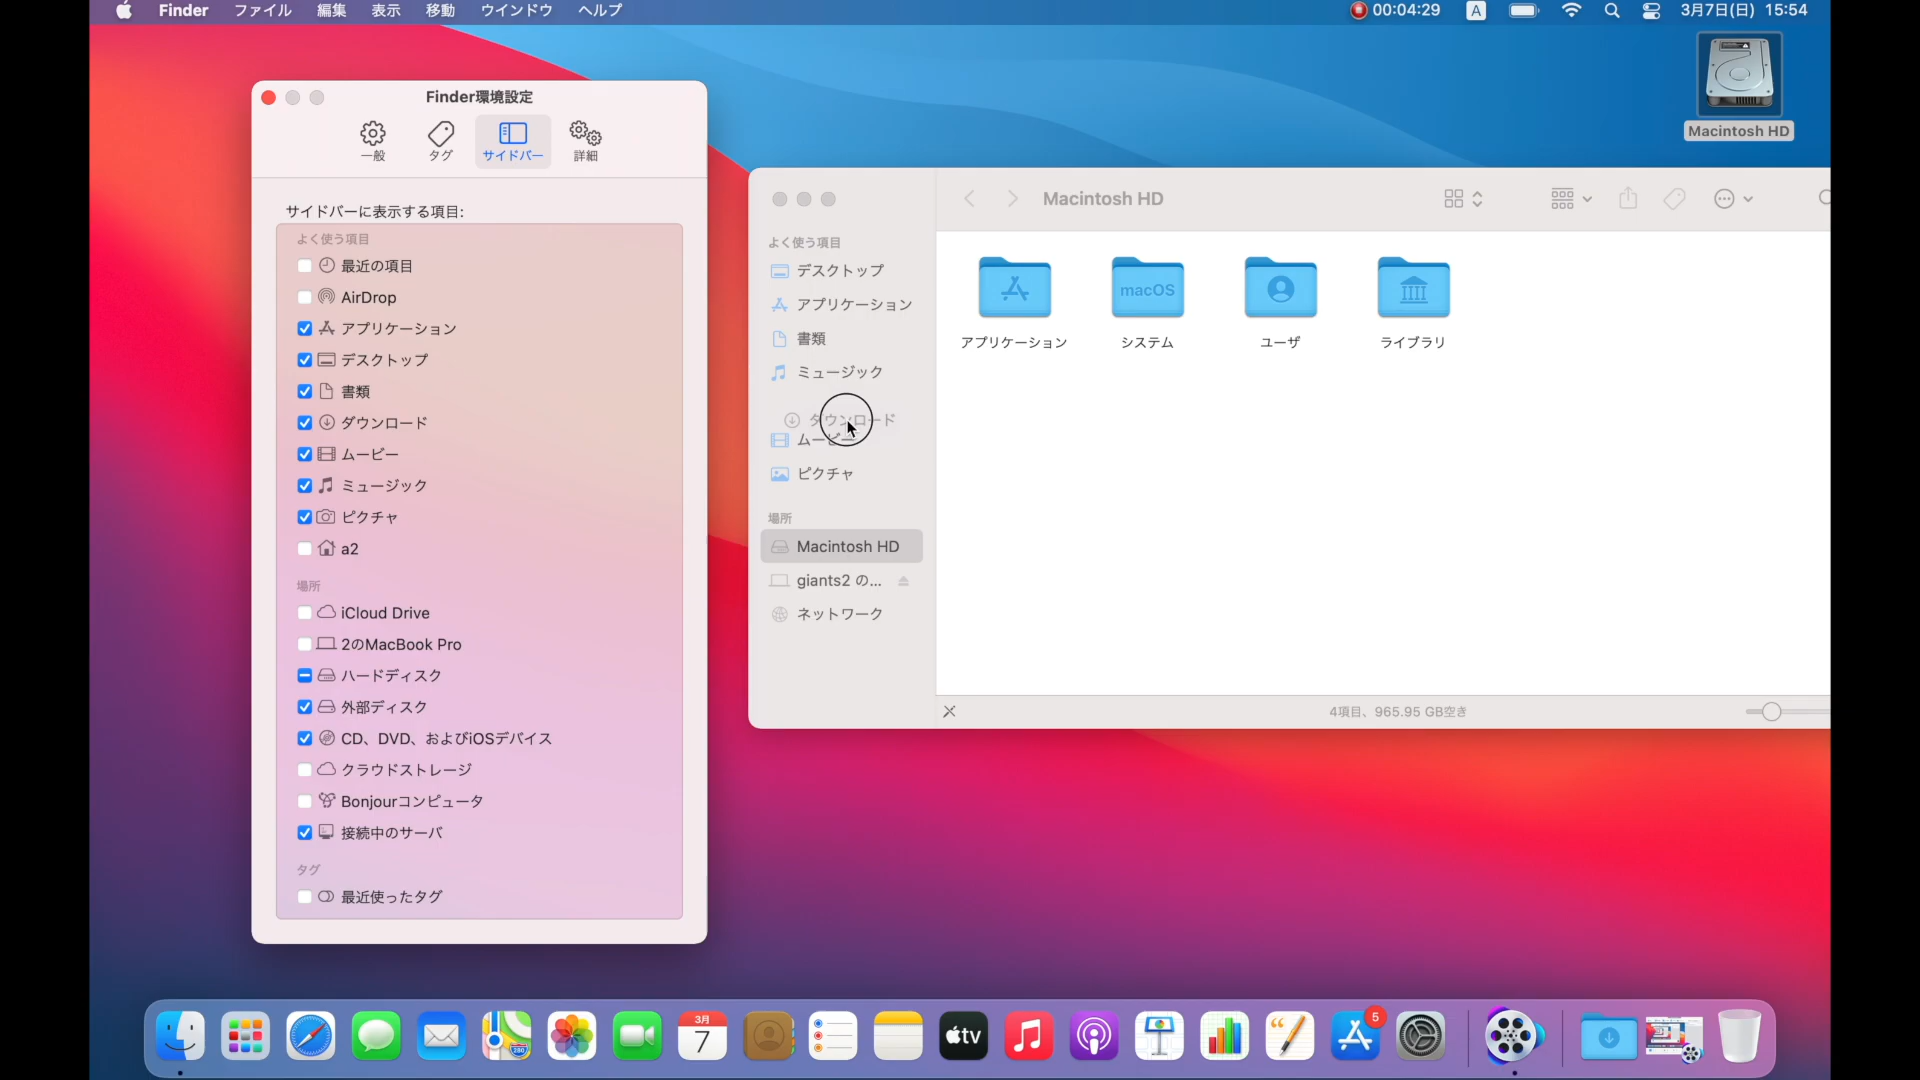 Finder ファイル 編集 表示 移動 ウインドウ ヘルプ
00:04:29 A 3月7日(日) 15:54
Macintosh HD
Finder環境設定
一般 タグ サイドバー 詳細
サイドバーに表示する項目:
よく使う項目
最近の項目
AirDrop
アプリケーション
デスクトップ
書類
ダウンロード
ムービー
ミュージック
ピクチャ
a2
場所
iCloud Drive
2のMacBook Pro
ハードディスク
外部ディスク
CD、DVD、およびiOSデバイス
クラウドストレージ
Bonjourコンピュータ
接続中のサーバ
タグ
最近使ったタグ
Macintosh HD
よく使う項目
デスクトップ
アプリケーション
書類
ミュージック
ダウンロード
ムービー
ピクチャ
場所
Macintosh HD
giants2 の...
ネットワーク
macOS
アプリケーション
システム
ユーザ
ライブラリ
4項目、965.95 GB空き
280
3月
7
tv
5